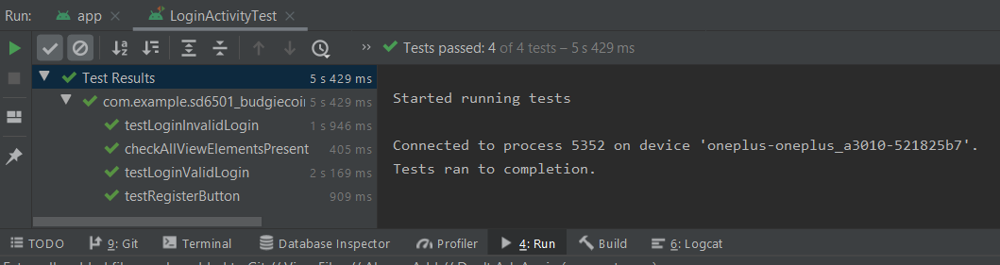 Run: app × LoginActivityTest ×
» Tests passed: 4 of 4 tests – 5 s 429 ms
Test Results 5 s 429 ms
com.example.sd6501_budgiecoi 5 s 429 ms
testLoginInvalidLogin 1 s 946 ms
checkAllViewElementsPresent 405 ms
testLoginValidLogin 2 s 169 ms
testRegisterButton 909 ms
Started running tests
Connected to process 5352 on device 'oneplus-oneplus_a3010-521825b7'.
Tests ran to completion.
TODO 9: Git Terminal Database Inspector Profiler 4: Run Build 6: Logcat